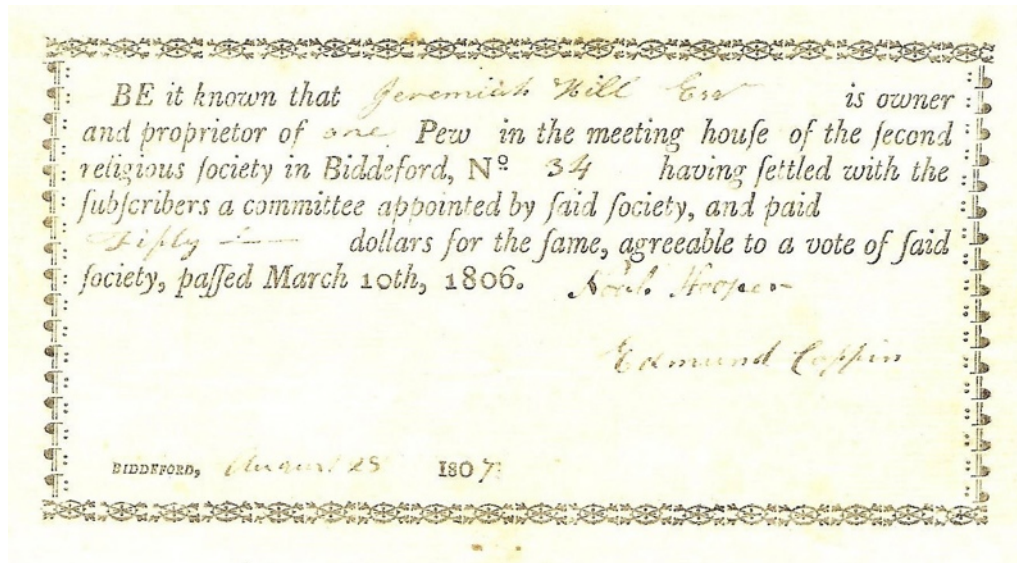 BE it known that Jeremiah Hill Esq is owner
and proprietor of one Pew in the meeting houſe of the ſecond
religious ſociety in Biddeford, Nº 34 having ſettled with the
ſubſcribers a committee appointed by ſaid ſociety, and paid
Fifty dollars for the ſame, agreeable to a vote of ſaid
ſociety, paſſed March 10th, 1806. Noah Hooper
Edmund Coffin
BIDDEFORD, August 25 1807